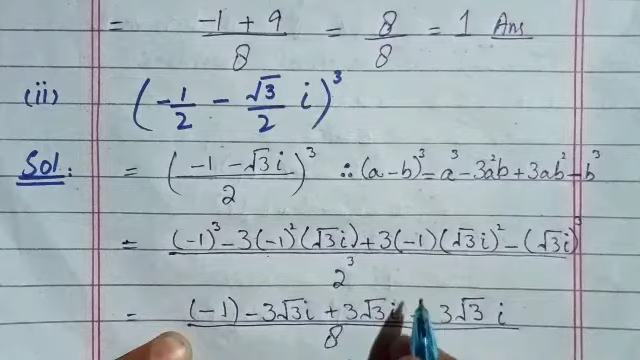 = (-1 + 9)/8 = 8/8 = 1 Ans
(ii) (-1/2 - √3/2 i)³
Sol: = ((-1 - √3i)/2)³ ∴ (a-b)³ = a³ - 3a²b + 3ab² - b³
= ((-1)³ - 3(-1)²(√3i) + 3(-1)(√3i)² - (√3i)³)/2³
= ((-1) - 3√3i + 3√3i 3√3 i)/8